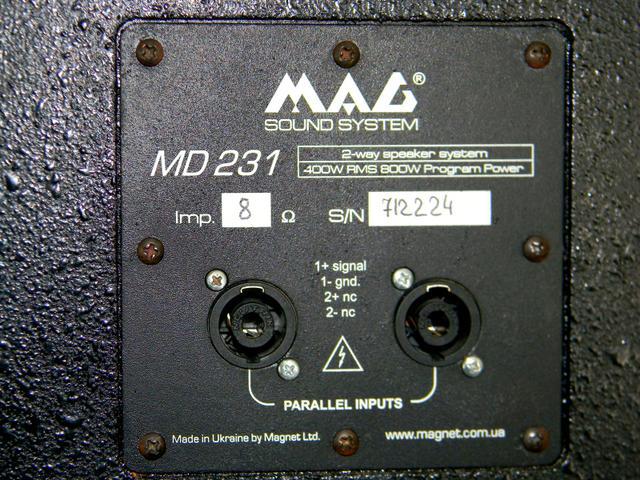 MAG®
SOUND SYSTEM
MD 231
2-way speaker system
400W RMS 800W Program Power
Imp. 8 Ω S/N 712224
1+ signal
1- gnd.
2+ nc
2- nc
PARALLEL INPUTS
Made in Ukraine by Magnet Ltd. www.magnet.com.ua